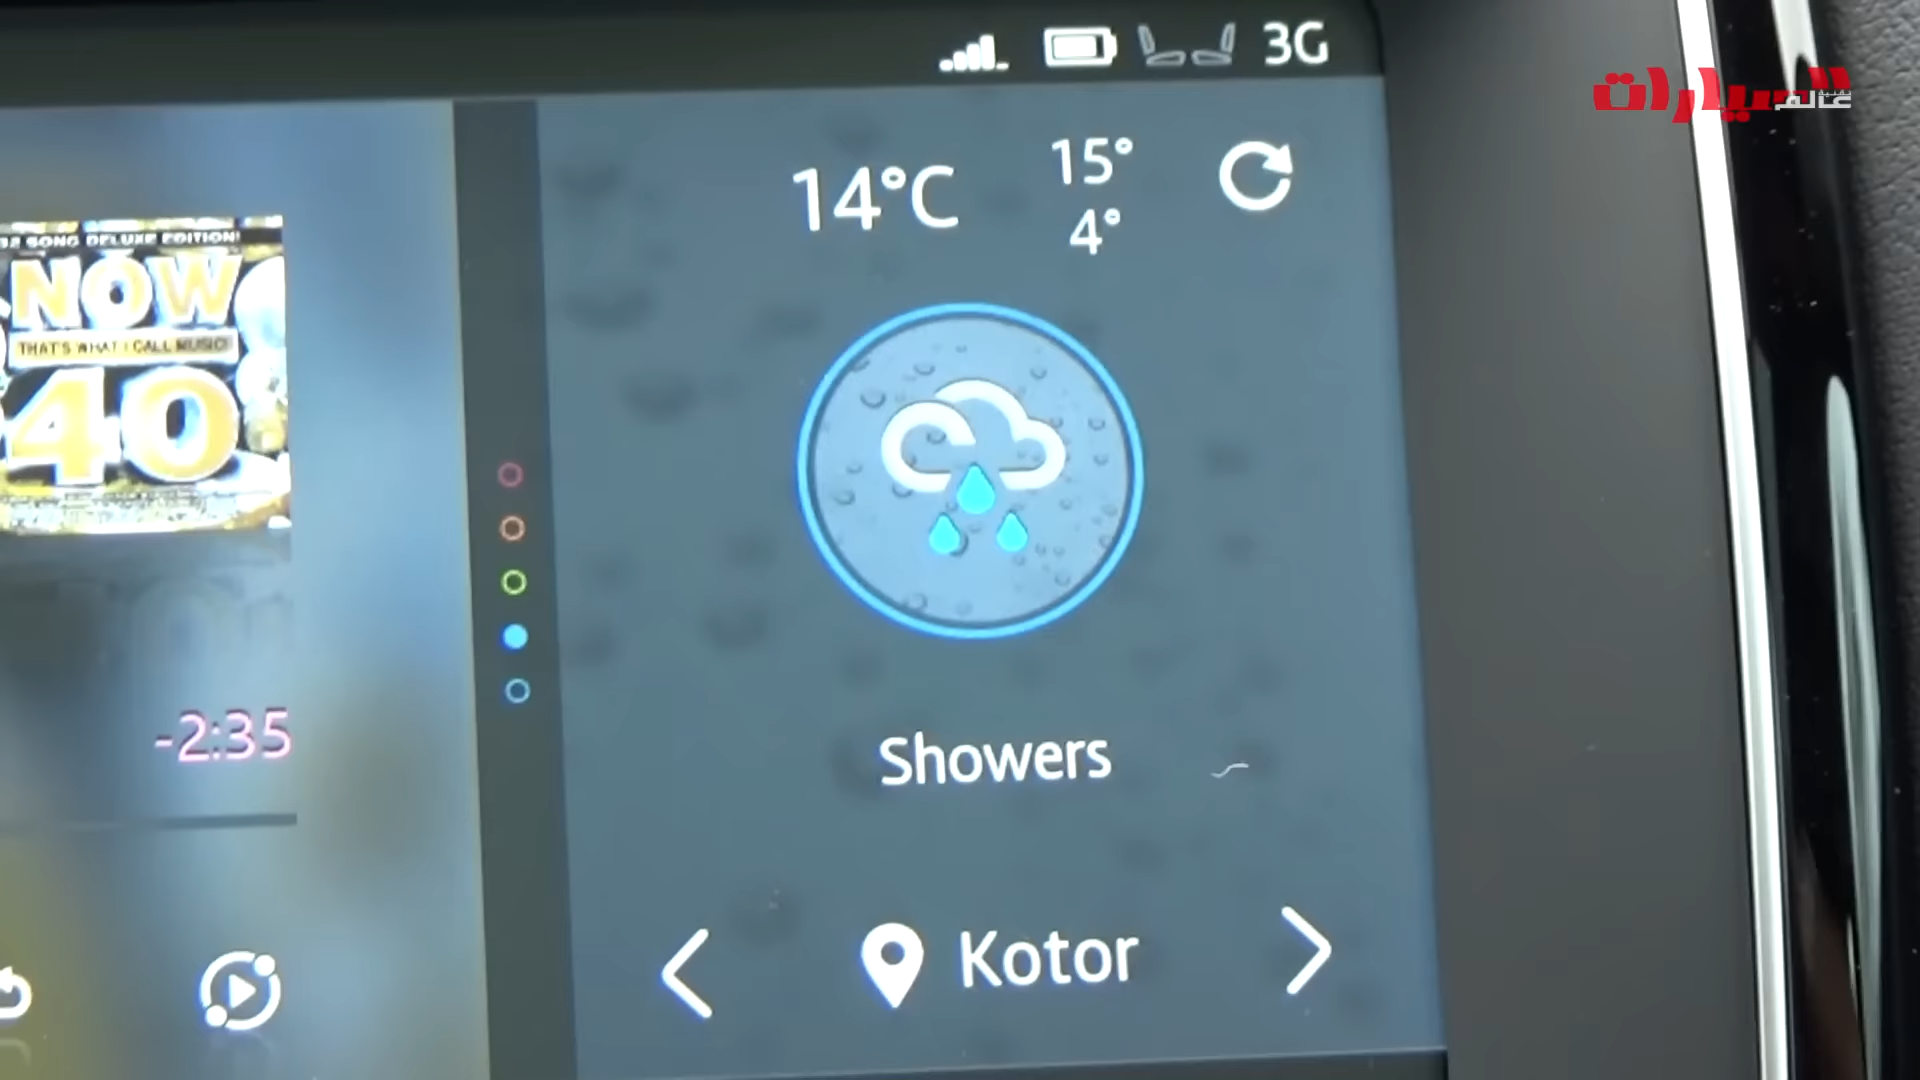 3G
السيارات
عالم
تقنية
14°C
15°
4°
32 SONG DELUXE EDITION!
NOW
THAT'S WHAT I CALL MUSIC!
40
-2:35
Showers
Kotor